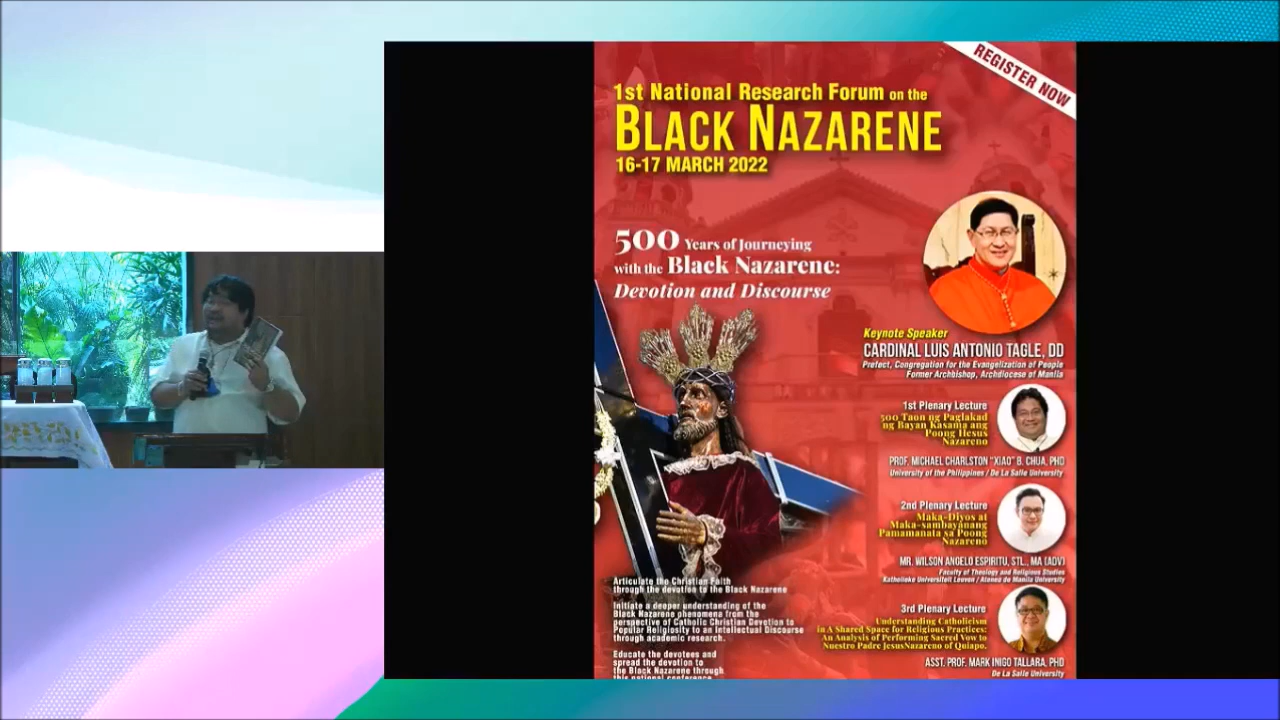 REGISTER NOW
1st National Research Forum on the
BLACK NAZARENE
16-17 MARCH 2022
500 Years of Journeying
with the Black Nazarene:
Devotion and Discourse
Keynote Speaker
CARDINAL LUIS ANTONIO TAGLE, DD
Prefect, Congregation for the Evangelization of People
Former Archbishop, Archdiocese of Manila
1st Plenary Lecture
500 Taon ng Paglakad
ng Bayan Kasama ang
Poong Hesus
Nazareno
PROF. MICHAEL CHARLSTON "XIAO" B. CHUA, PHD
University of the Philippines / De La Salle University
2nd Plenary Lecture
Maka-Diyos at
Maka-sambayanang
Pamamanata sa Poong
Nazareno
MR. WILSON ANGELO ESPIRITU, STL, MA (ADV)
Faculty of Theology and Religious Studies
Katholieke Universiteit Leuven / Ateneo de Manila University
3rd Plenary Lecture
Understanding Catholicism
in A Shared Space for Religious Practices:
An Analysis of Performing Sacred Vow to
Nuestro Padre JesusNazareno of Quiapo.
ASST. PROF. MARK INIGO TALLARA, PHD
De La Salle University
Articulate the Christian Faith
through the devotion to the Black Nazarene
Initiate a deeper understanding of the
Black Nazarene phenomena from the
perspective of Catholic Christian Devotion to
Popular Religiosity to an Intellectual Discourse
through academic research.
Educate the devotees and
spread the devotion to
the Black Nazarene through
this national conference